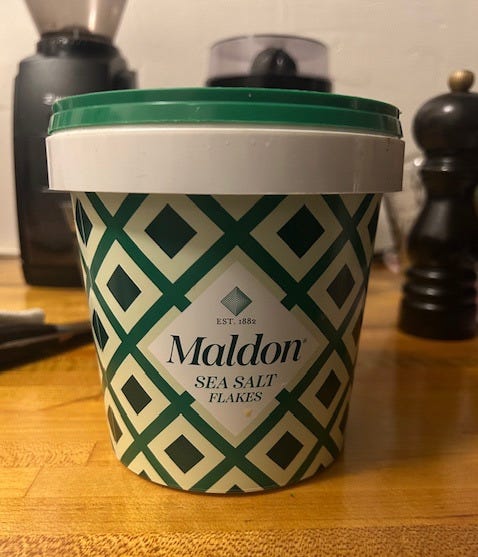 EST. 1882
Maldon®
SEA SALT
FLAKES